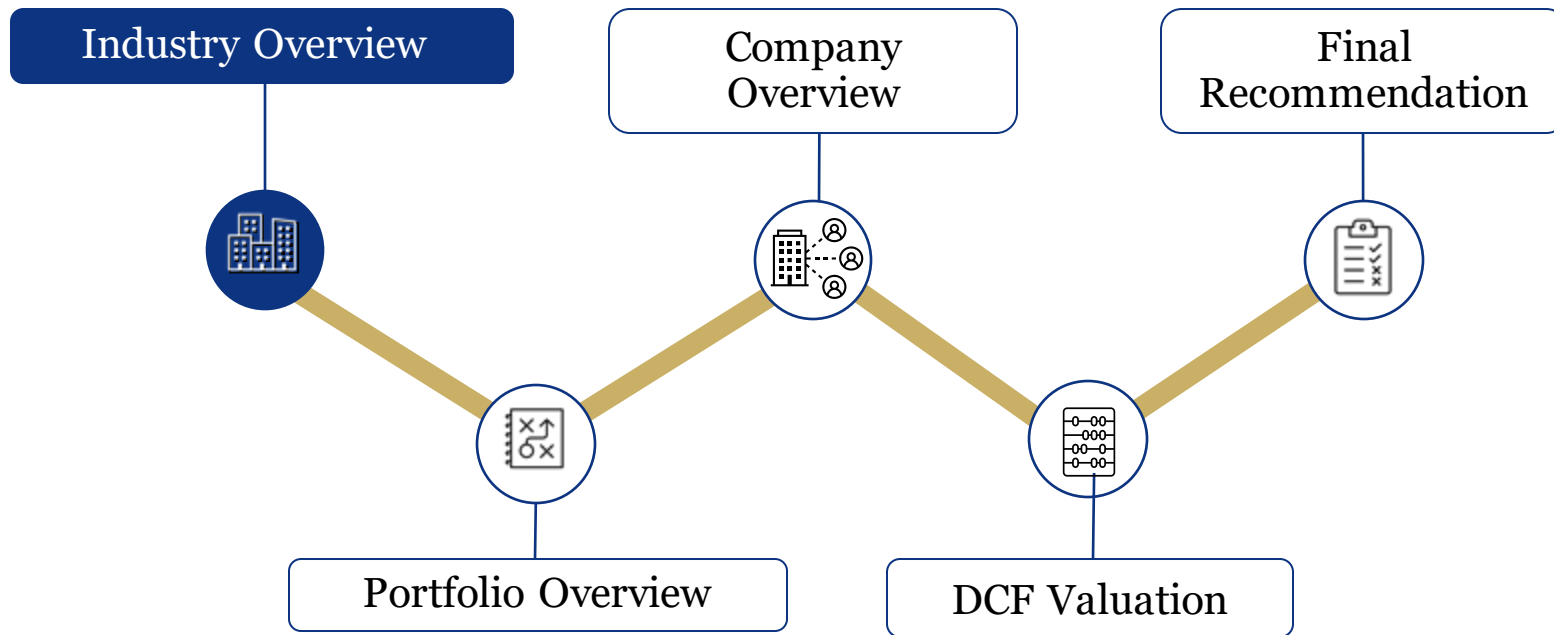 Industry Overview
Company
Overview
Final
Recommendation
Portfolio Overview
DCF Valuation